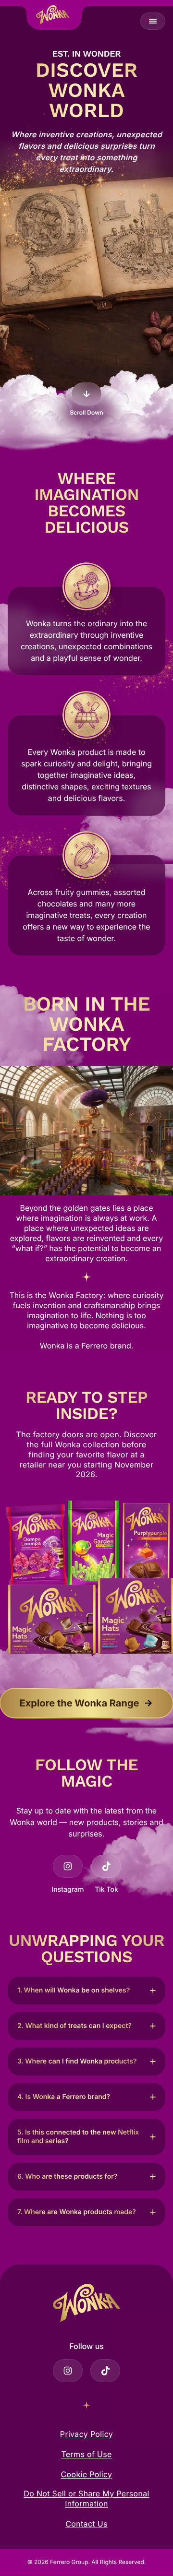 WONKA
EST. IN WONDER
DISCOVER
WONKA
WORLD
Where inventive creations, unexpected
flavors and delicious surprises turn
every treat into something
extraordinary.
Scroll Down
WHERE
IMAGINATION
BECOMES
DELICIOUS
Wonka turns the ordinary into the
extraordinary through inventive
creations, unexpected combinations
and a playful sense of wonder.
Every Wonka product is made to
spark curiosity and delight, bringing
together imaginative ideas,
distinctive shapes, exciting textures
and delicious flavors.
Across fruity gummies, assorted
chocolates and many more
imaginative treats, every creation
offers a new way to experience the
taste of wonder.
BORN IN THE
WONKA
FACTORY
Beyond the golden gates lies a place
where imagination is always at work. A
place where unexpected ideas are
explored, flavors are reinvented and every
“what if?” has the potential to become an
extraordinary creation.
This is the Wonka Factory: where curiosity
fuels invention and craftsmanship brings
imagination to life. Nothing is too
imaginative to become delicious.
Wonka is a Ferrero brand.
READY TO STEP
INSIDE?
The factory doors are open. Discover
the full Wonka collection before
finding your favorite flavor at a
retailer near you starting November
2026.
WONKA
Oompa
Loompa
WONKA
Magic
Garden
WONKA
Purplypurple
WONKA
Magic
Hats
WONKA
Magic
Hats
Explore the Wonka Range
FOLLOW THE
MAGIC
Stay up to date with the latest from the
Wonka world — new products, stories and
surprises.
Instagram Tik Tok
UNWRAPPING YOUR
QUESTIONS
1. When will Wonka be on shelves?
2. What kind of treats can I expect?
3. Where can I find Wonka products?
4. Is Wonka a Ferrero brand?
5. Is this connected to the new Netflix
film and series?
6. Who are these products for?
7. Where are Wonka products made?
WONKA
Follow us
Privacy Policy
Terms of Use
Cookie Policy
Do Not Sell or Share My Personal
Information
Contact Us
© 2026 Ferrero Group. All Rights Reserved.